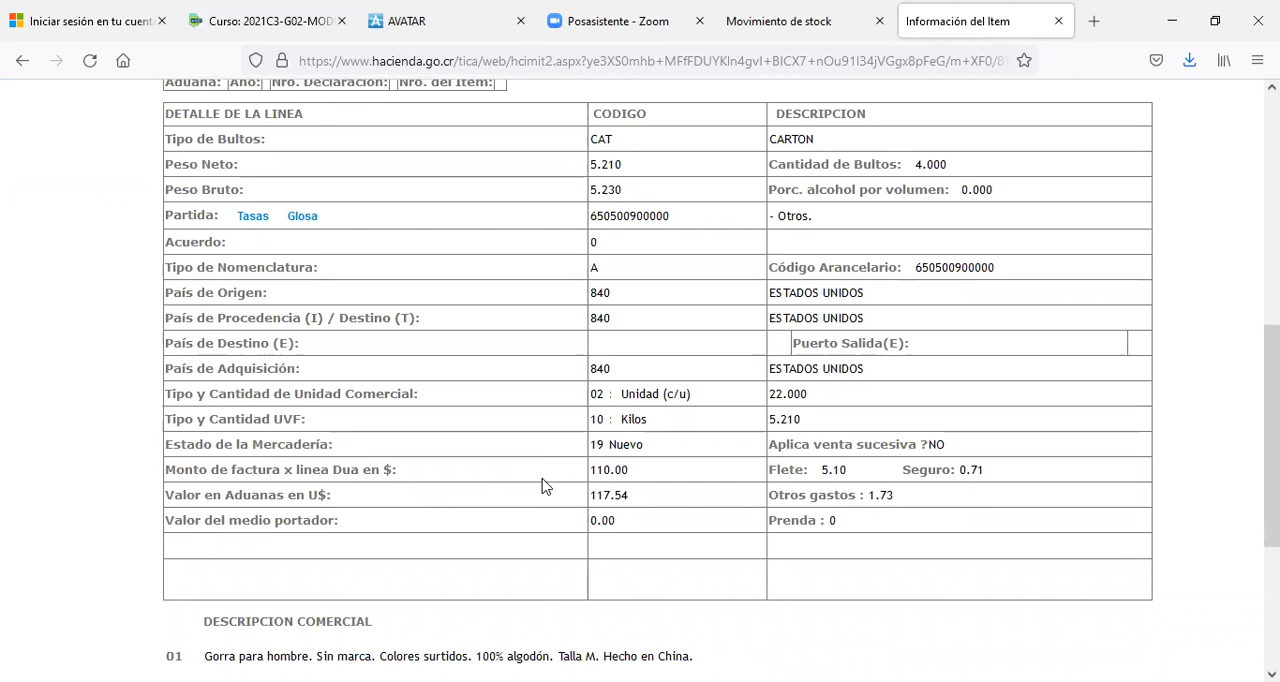 Iniciar sesión en tu cuent
Curso: 2021C3-G02-MOD
AVATAR
Posasistente - Zoom
Movimiento de stock
Información del Item
https://www.hacienda.go.cr/tica/web/hcimit2.aspx?ye3XS0mhb+MFfFDUYKln4gvI+BICX7+nOu91I34jVGgx8pFeG/m+XF0/8
Aduana: Año: Nro. Declaración: Nro. del Item:
DETALLE DE LA LINEA CODIGO DESCRIPCION
Tipo de Bultos: CAT CARTON
Peso Neto: 5.210 Cantidad de Bultos: 4.000
Peso Bruto: 5.230 Porc. alcohol por volumen: 0.000
Partida: Tasas Glosa 650500900000 - Otros.
Acuerdo: 0
Tipo de Nomenclatura: A Código Arancelario: 650500900000
País de Origen: 840 ESTADOS UNIDOS
País de Procedencia (I) / Destino (T): 840 ESTADOS UNIDOS
País de Destino (E): Puerto Salida(E):
País de Adquisición: 840 ESTADOS UNIDOS
Tipo y Cantidad de Unidad Comercial: 02 : Unidad (c/u) 22.000
Tipo y Cantidad UVF: 10 : Kilos 5.210
Estado de la Mercadería: 19 Nuevo Aplica venta sucesiva ?NO
Monto de factura x linea Dua en $: 110.00 Flete: 5.10 Seguro: 0.71
Valor en Aduanas en U$: 117.54 Otros gastos : 1.73
Valor del medio portador: 0.00 Prenda : 0
DESCRIPCION COMERCIAL
01 Gorra para hombre. Sin marca. Colores surtidos. 100% algodón. Talla M. Hecho en China.